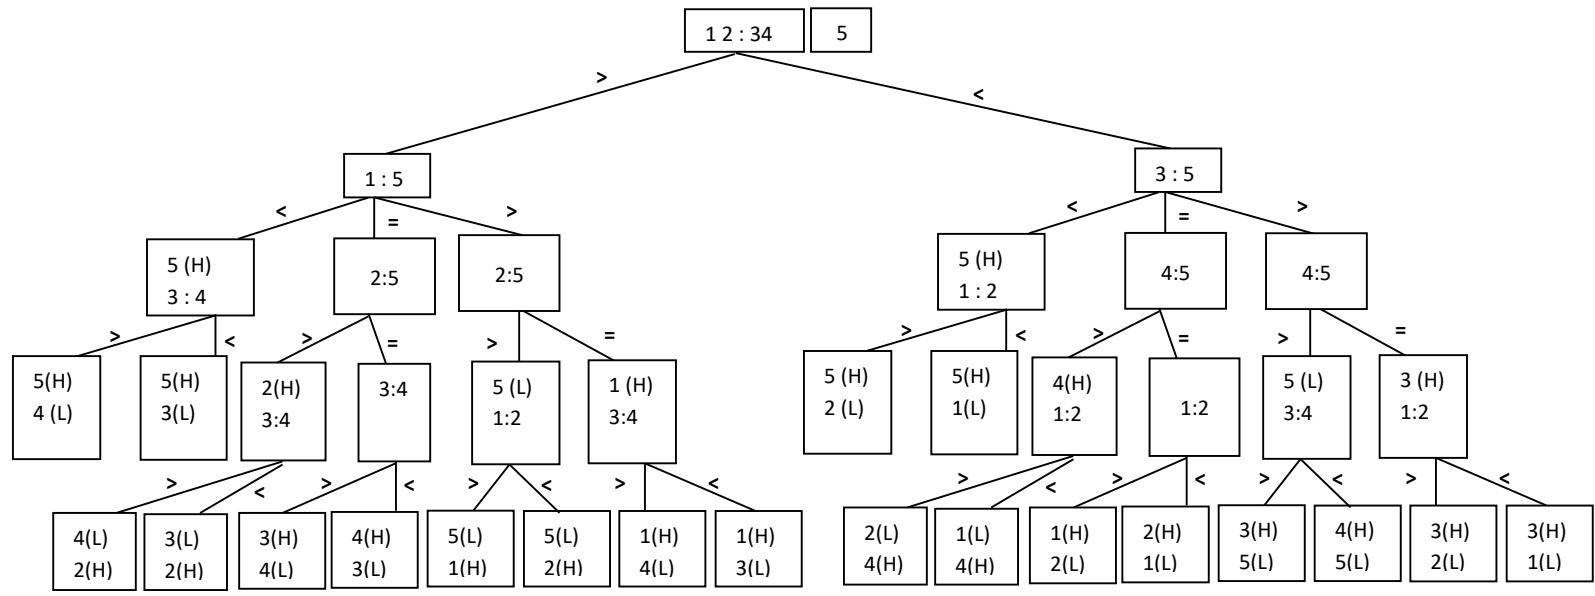 1 2 : 34
5
>
<
1 : 5
3 : 5
<
=
>
<
=
>
5 (H)
3 : 4
2:5
2:5
5 (H)
1 : 2
4:5
4:5
>
<
>
=
>
=
>
<
>
=
>
=
5(H)
4 (L)
5(H)
3(L)
2(H)
3:4
3:4
5 (L)
1:2
1 (H)
3:4
5 (H)
2 (L)
5(H)
1(L)
4(H)
1:2
1:2
5 (L)
3:4
3 (H)
1:2
>
<
>
<
>
<
>
<
>
<
>
<
>
<
>
<
4(L)
2(H)
3(L)
2(H)
3(H)
4(L)
4(H)
3(L)
5(L)
1(H)
5(L)
2(H)
1(H)
4(L)
1(H)
3(L)
2(L)
4(H)
1(L)
4(H)
1(H)
2(L)
2(H)
1(L)
3(H)
5(L)
4(H)
5(L)
3(H)
2(L)
3(H)
1(L)